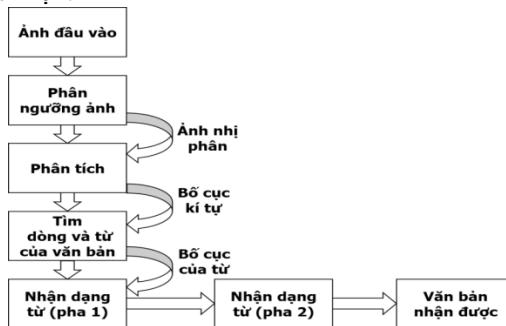 Ảnh đầu vào
Phân
ngưỡng ảnh
Ảnh nhị
phân
Phân tích
Bố cục
kí tự
Tìm
dòng và từ
của văn bản
Bố cục
của từ
Nhận dạng
từ (pha 1)
Nhận dạng
từ (pha 2)
Văn bản
nhận được